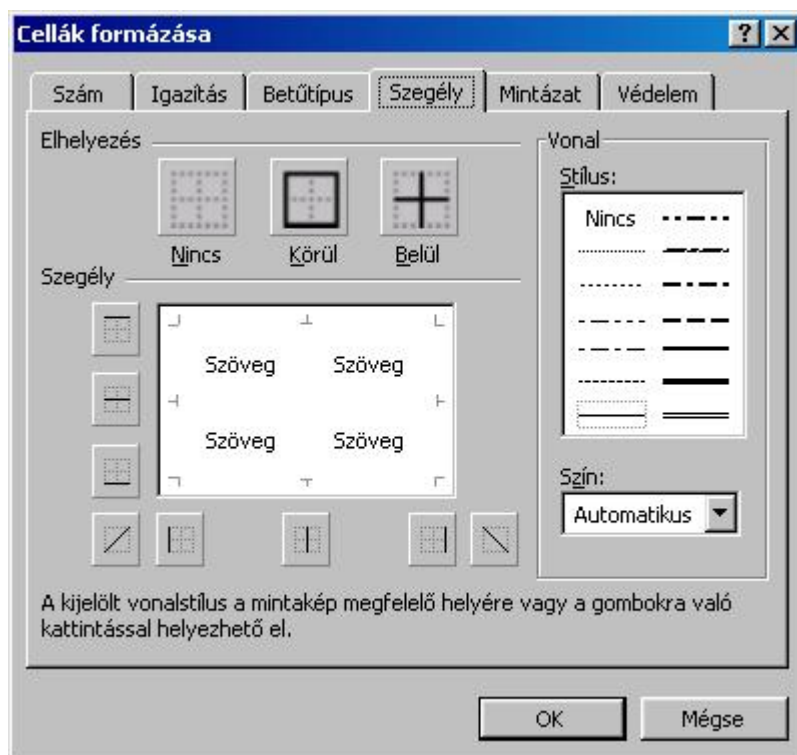 Cellák formázása
Szám Igazítás Betűtípus Szegély Mintázat Védelem
Elhelyezés
Nincs Körül Belül
Szegély
Szöveg Szöveg
Szöveg Szöveg
Vonal
Stílus:
Nincs
Szín:
Automatikus
A kijelölt vonalstílus a mintakép megfelelő helyére vagy a gombokra való
kattintással helyezhető el.
OK Mégse